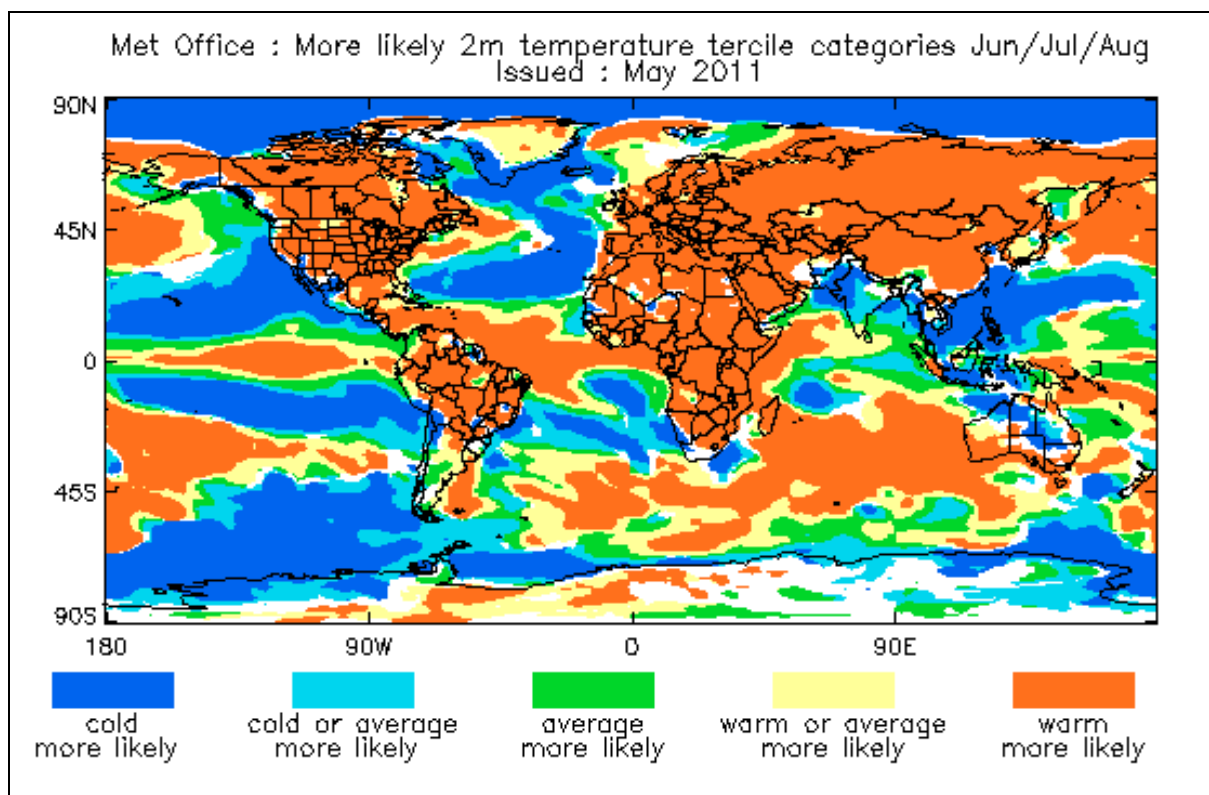 Met Office : More likely 2m temperature tercile categories Jun/Jul/Aug
Issued : May 2011
90N
45N
0
45S
90S
180 90W 0 90E
cold more likely
cold or average more likely
average more likely
warm or average more likely
warm more likely